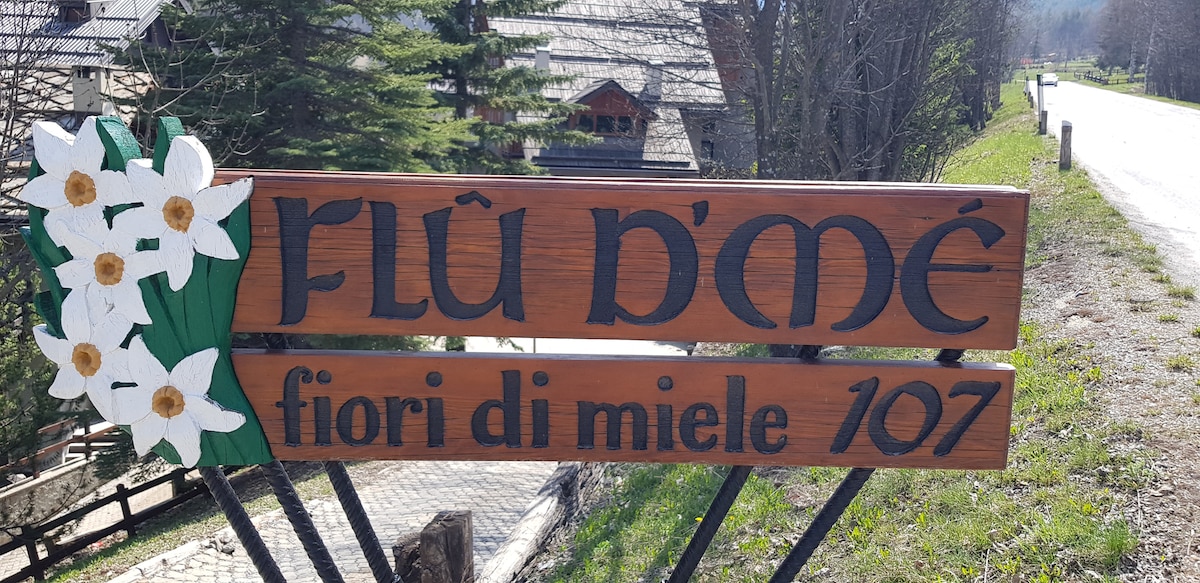 FLÛ D'MÉ
fiori di miele 107